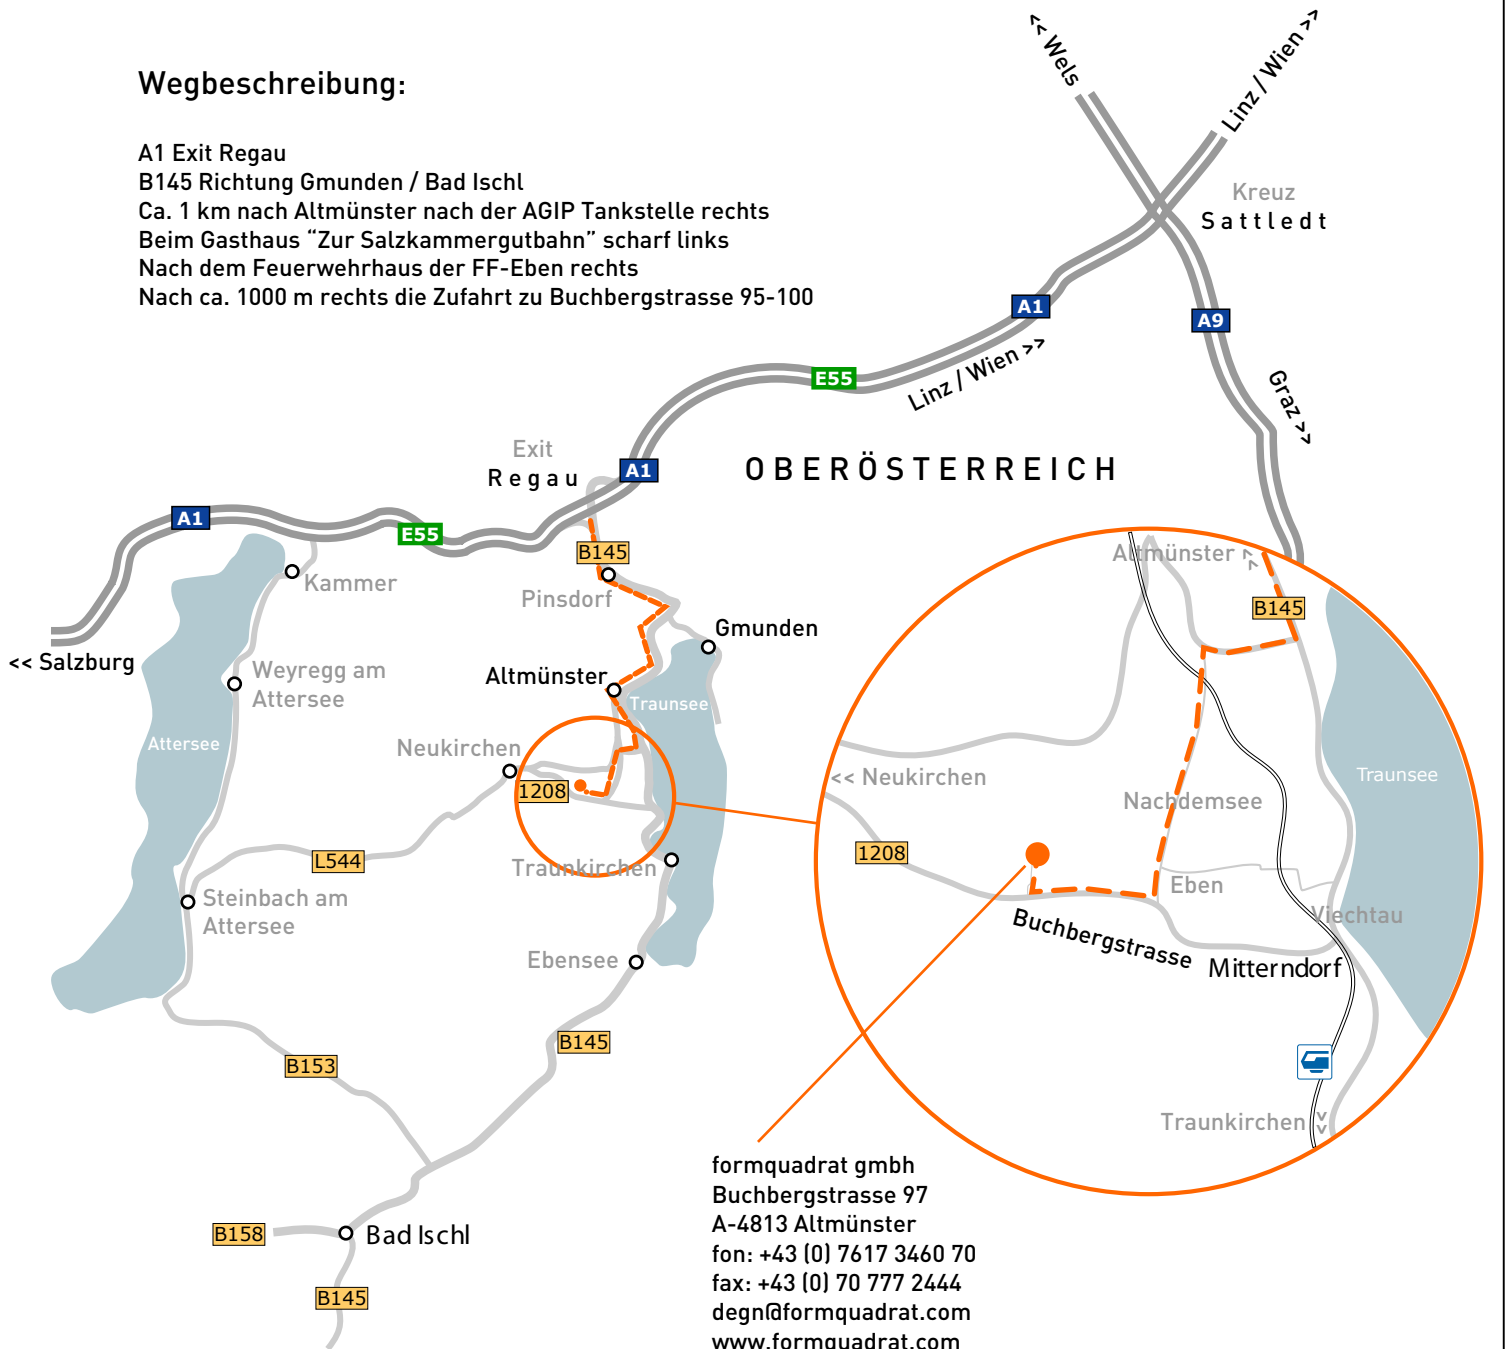 Wegbeschreibung:
A1 Exit Regau
B145 Richtung Gmunden / Bad Ischl
Ca. 1 km nach Altmünster nach der AGIP Tankstelle rechts
Beim Gasthaus “Zur Salzkammergutbahn” scharf links
Nach dem Feuerwehrhaus der FF-Eben rechts
Nach ca. 1000 m rechts die Zufahrt zu Buchbergstrasse 95-100
<< Wels
Linz / Wien >>
Kreuz
Sattledt
A1
A9
Linz / Wien >>
E55
Graz >>
Exit
Regau
A1
OBERÖSTERREICH
A1
E55
B145
Kammer
Pinsdorf
Gmunden
<< Salzburg
Weyregg am
Attersee
Altmünster
Traunsee
Attersee
Neukirchen
1208
L544
Traunkirchen
Steinbach am
Attersee
Ebensee
B145
B153
B158
Bad Ischl
B145
Altmünster >>
B145
<< Neukirchen
Traunsee
Nachdemsee
1208
Eben
Viechtau
Buchbergstrasse
Mitterndorf
Traunkirchen >>
formquadrat gmbh
Buchbergstrasse 97
A-4813 Altmünster
fon: +43 (0) 7617 3460 70
fax: +43 (0) 70 777 2444
degn@formquadrat.com
www.formquadrat.com